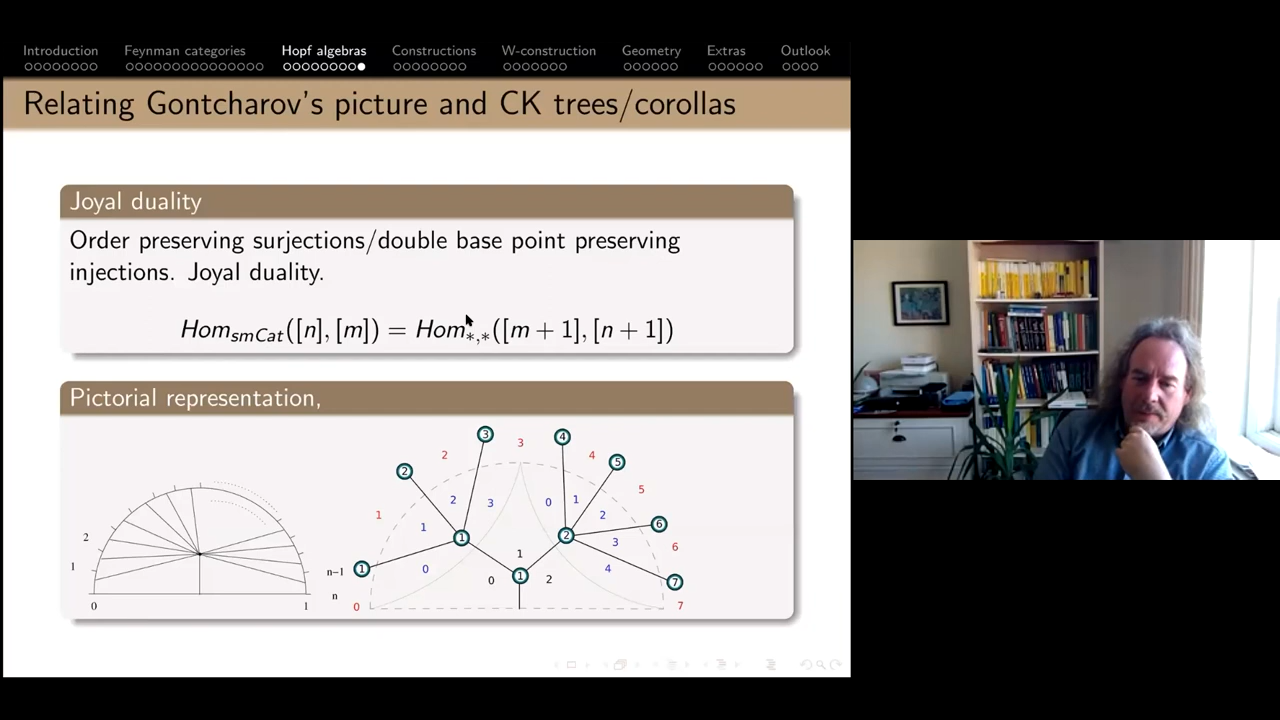 Introduction Feynman categories Hopf algebras Constructions W-construction Geometry Extras Outlook
Relating Gontcharov's picture and CK trees/corollas
Joyal duality
Order preserving surjections/double base point preserving
injections. Joyal duality.
Hom_{smCat}([n], [m]) = Hom_{*,*}([m + 1], [n + 1])
Pictorial representation,
3 4
2 3 4
2 5
2 3 0 1 5
1 1 2 6
2 1 2 3 6
1 n−1 1 0 1 4 7
n 0 1 2
0 1 0 7